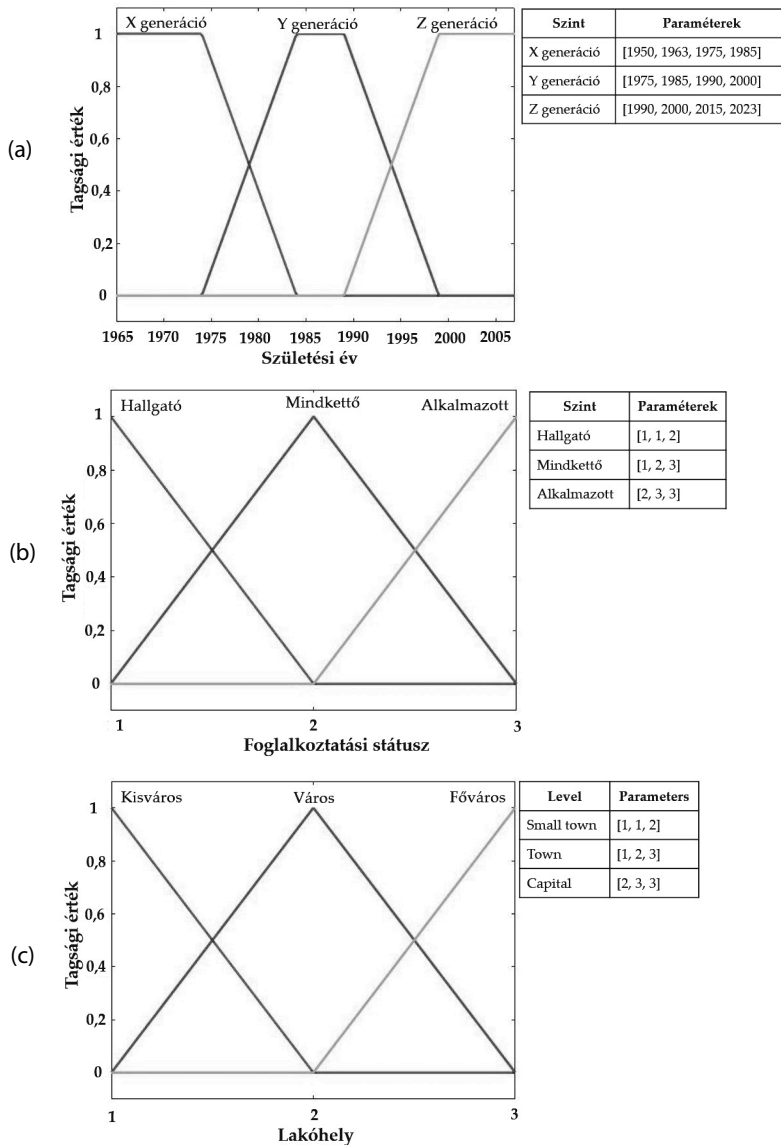 X generáció Y generáció Z generáció
1
0,8
0,6
0,4
0,2
0
Tagsági érték
1965 1970 1975 1980 1985 1990 1995 2000 2005
Születési év
Szint Paraméterek
X generáció [1950, 1963, 1975, 1985]
Y generáció [1975, 1985, 1990, 2000]
Z generáció [1990, 2000, 2015, 2023]
(a)
Hallgató Mindkettő Alkalmazott
1
0,8
0,6
0,4
0,2
0
Tagsági érték
1 2 3
Foglalkoztatási státusz
Szint Paraméterek
Hallgató [1, 1, 2]
Mindkettő [1, 2, 3]
Alkalmazott [2, 3, 3]
(b)
Kisváros Város Főváros
1
0,8
0,6
0,4
0,2
0
Tagsági érték
1 2 3
Lakóhely
Level Parameters
Small town [1, 1, 2]
Town [1, 2, 3]
Capital [2, 3, 3]
(c)